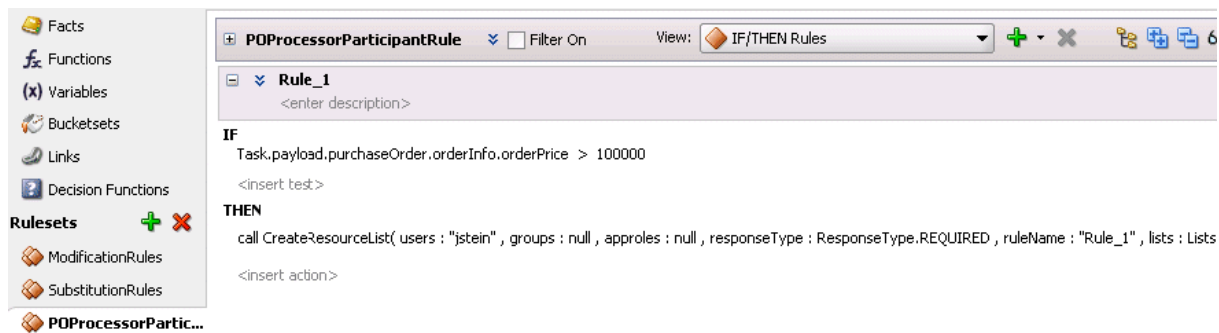 Facts
Functions
(x) Variables
Bucketsets
Links
Decision Functions
Rulesets
ModificationRules
SubstitutionRules
POProcessorPartic...
POProcessorParticipantRule Filter On View: IF/THEN Rules 6
Rule_1
<enter description>
IF
Task.payload.purchaseOrder.orderInfo.orderPrice > 100000
<insert test>
THEN
call CreateResourceList( users : "jstein" , groups : null , approles : null , responseType : ResponseType.REQUIRED , ruleName : "Rule_1" , lists : Lists
<insert action>